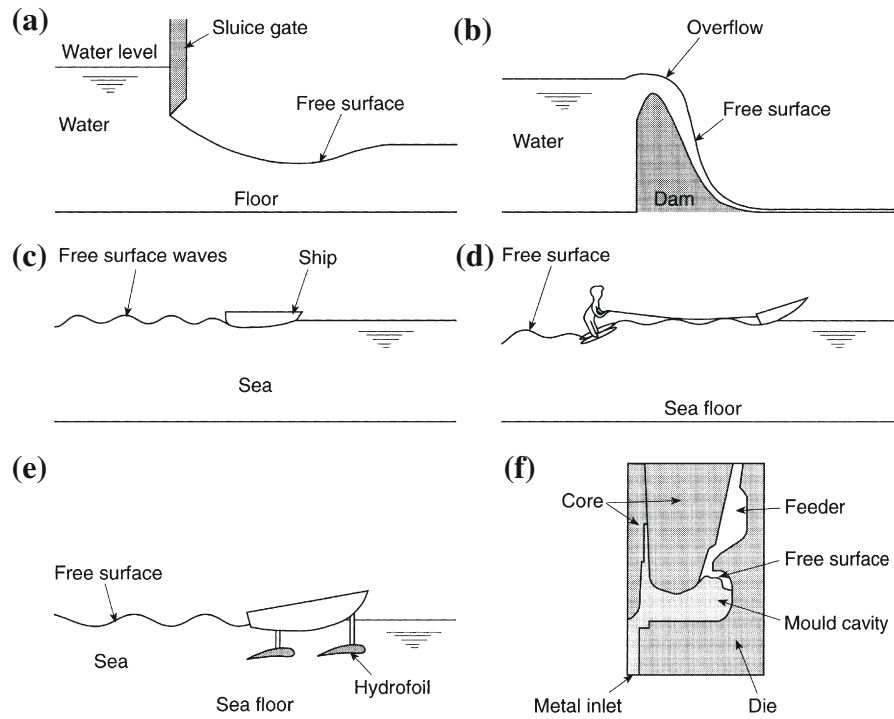 (a)
Sluice gate
Water level
Water
Free surface
Floor
(b)
Overflow
Free surface
Water
Dam
(c)
Free surface waves
Ship
Sea
(d)
Free surface
Sea floor
(e)
Free surface
Sea
Sea floor
Hydrofoil
(f)
Core
Feeder
Free surface
Mould cavity
Metal inlet
Die